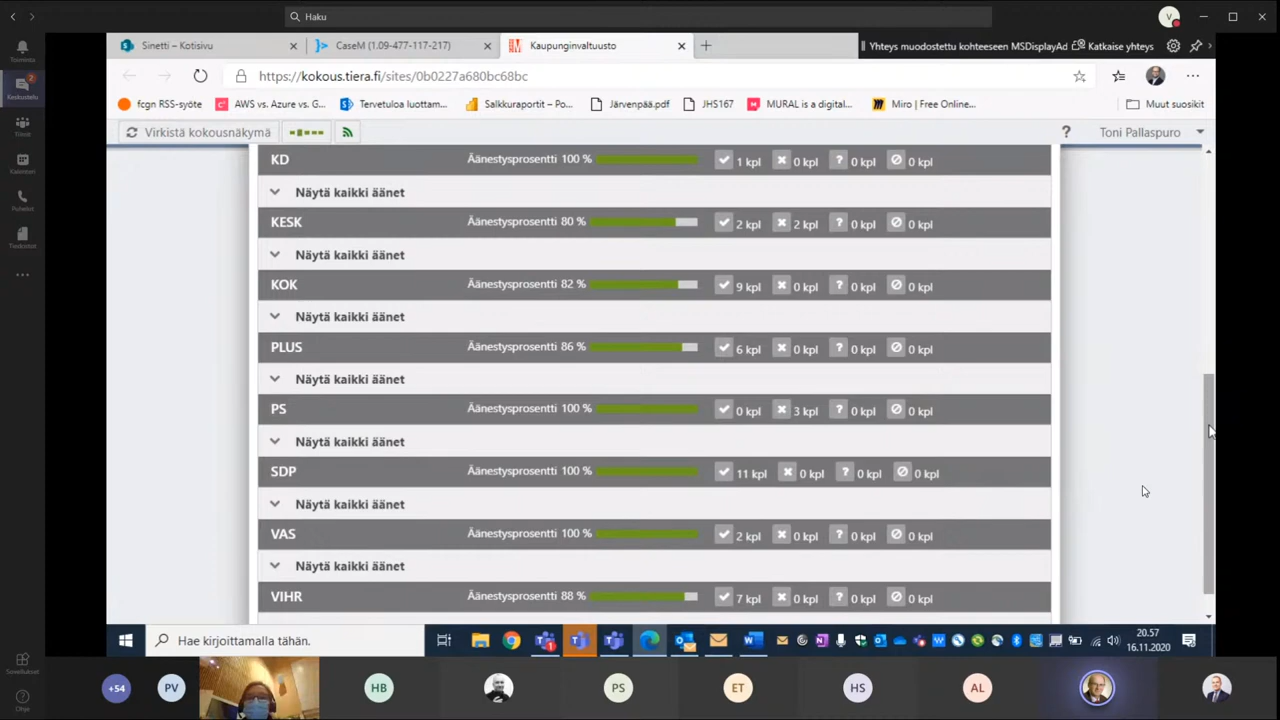 Haku
V
Toiminto
2
Keskustelu
Tiimit
Kalenteri
Puhelut
Tiedostot
Sovellukset
Ohje
Sinetti – Kotisivu
CaseM (1.09-477-117-217)
Kaupunginvaltuusto
Yhteys muodostettu kohteeseen MSDisplayAd
Katkaise yhteys
https://kokous.tiera.fi/sites/0b0227a680bc68bc
fcgn RSS-syöte
AWS vs. Azure vs. G...
Tervetuloa luottam...
Salkkuraportit – Po...
Järvenpää.pdf
JHS167
MURAL is a digital...
Miro | Free Online...
Muut suosikit
Virkistä kokousnäkymä
?
Toni Pallaspuro
KD Äänestysprosentti 100 % 1 kpl 0 kpl ? 0 kpl 0 kpl
Näytä kaikki äänet
KESK Äänestysprosentti 80 % 2 kpl 2 kpl ? 0 kpl 0 kpl
Näytä kaikki äänet
KOK Äänestysprosentti 82 % 9 kpl 0 kpl ? 0 kpl 0 kpl
Näytä kaikki äänet
PLUS Äänestysprosentti 86 % 6 kpl 0 kpl ? 0 kpl 0 kpl
Näytä kaikki äänet
PS Äänestysprosentti 100 % 0 kpl 3 kpl ? 0 kpl 0 kpl
Näytä kaikki äänet
SDP Äänestysprosentti 100 % 11 kpl 0 kpl ? 0 kpl 0 kpl
Näytä kaikki äänet
VAS Äänestysprosentti 100 % 2 kpl 0 kpl ? 0 kpl 0 kpl
Näytä kaikki äänet
VIHR Äänestysprosentti 88 % 7 kpl 0 kpl ? 0 kpl 0 kpl
Hae kirjoittamalla tähän.
20.57
16.11.2020
+54
PV
HB
PS
ET
HS
AL